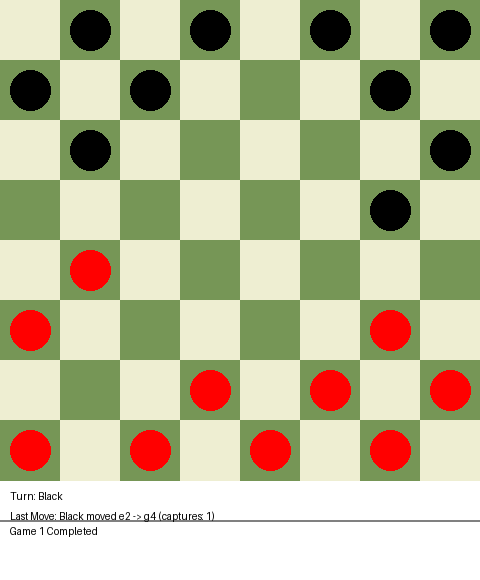 Turn: Black
Last Move: Black moved e2 -> g4 (captures: 1)
Game 1 Completed